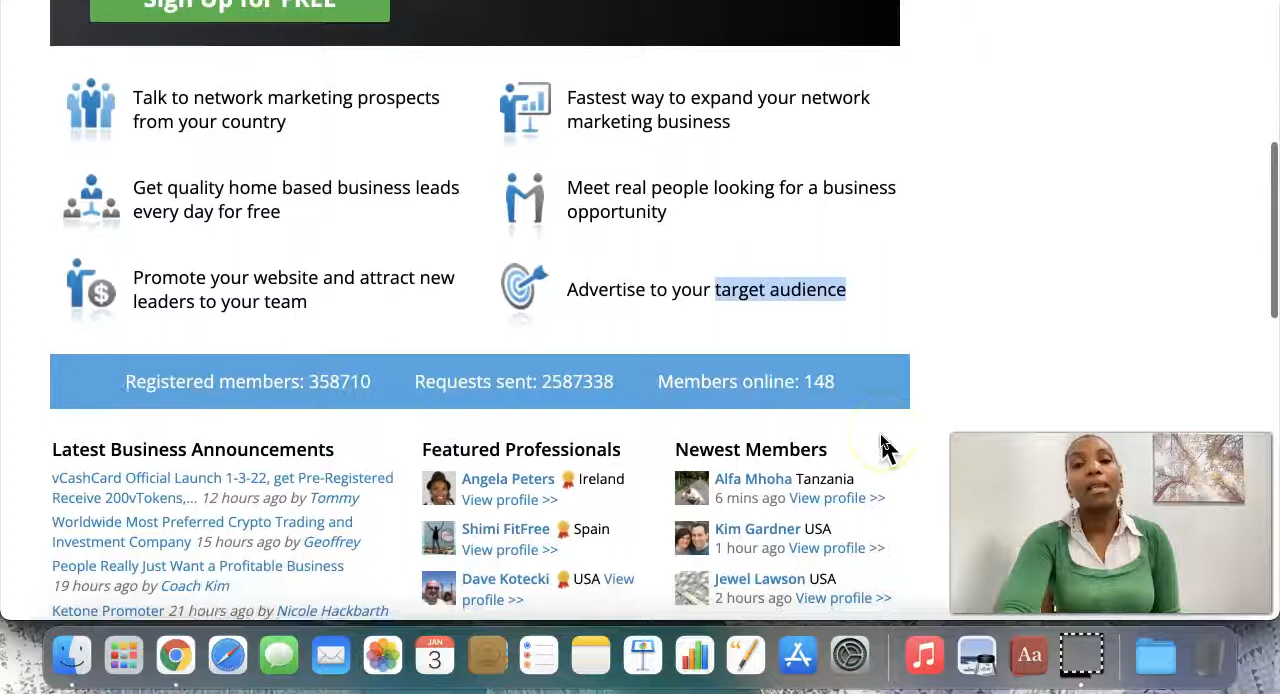 Sign Up for FREE
Talk to network marketing prospects
from your country
Fastest way to expand your network
marketing business
Get quality home based business leads
every day for free
Meet real people looking for a business
opportunity
Promote your website and attract new
leaders to your team
Advertise to your target audience
Registered members: 358710 Requests sent: 2587338 Members online: 148
Latest Business Announcements
vCashCard Official Launch 1-3-22, get Pre-Registered
Receive 200vTokens,... 12 hours ago by Tommy
Worldwide Most Preferred Crypto Trading and
Investment Company 15 hours ago by Geoffrey
People Really Just Want a Profitable Business
19 hours ago by Coach Kim
Ketone Promoter 21 hours ago by Nicole Hackbarth
Featured Professionals
Angela Peters Ireland
View profile >>
Shimi FitFree Spain
View profile >>
Dave Kotecki USA View
profile >>
Newest Members
Alfa Mhoha Tanzania
6 mins ago View profile >>
Kim Gardner USA
1 hour ago View profile >>
Jewel Lawson USA
2 hours ago View profile >>
JAN
3
Aa